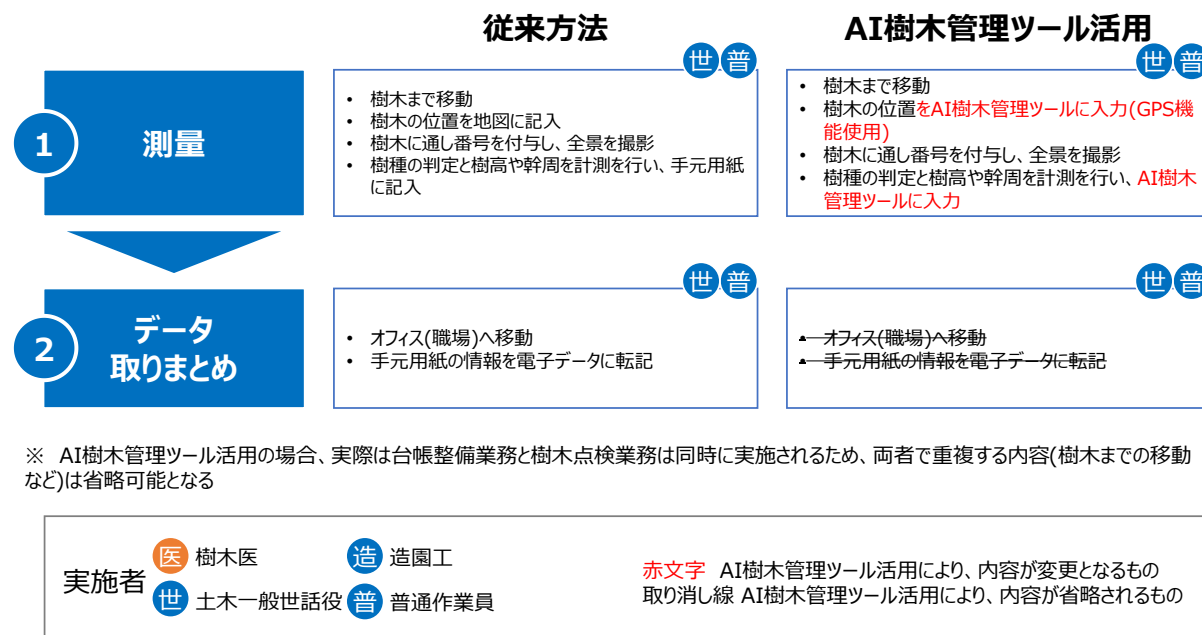 従来方法
AI樹木管理ツール活用
1
測量
世 普
• 樹木まで移動
• 樹木の位置を地図に記入
• 樹木に通し番号を付与し、全景を撮影
• 樹種の判定と樹高や幹周を計測を行い、手元用紙
に記入
世 普
• 樹木まで移動
• 樹木の位置をAI樹木管理ツールに入力(GPS機
能使用)
• 樹木に通し番号を付与し、全景を撮影
• 樹種の判定と樹高や幹周を計測を行い、AI樹木
管理ツールに入力
2
データ
取りまとめ
世 普
• オフィス(職場)へ移動
• 手元用紙の情報を電子データに転記
世 普
• オフィス(職場)へ移動
• 手元用紙の情報を電子データに転記
※ AI樹木管理ツール活用の場合、実際は台帳整備業務と樹木点検業務は同時に実施されるため、両者で重複する内容(樹木までの移動
など)は省略可能となる
実施者
医 樹木医
造 造園工
世 土木一般世話役
普 普通作業員
赤文字 AI樹木管理ツール活用により、内容が変更となるもの
取り消し線 AI樹木管理ツール活用により、内容が省略されるもの